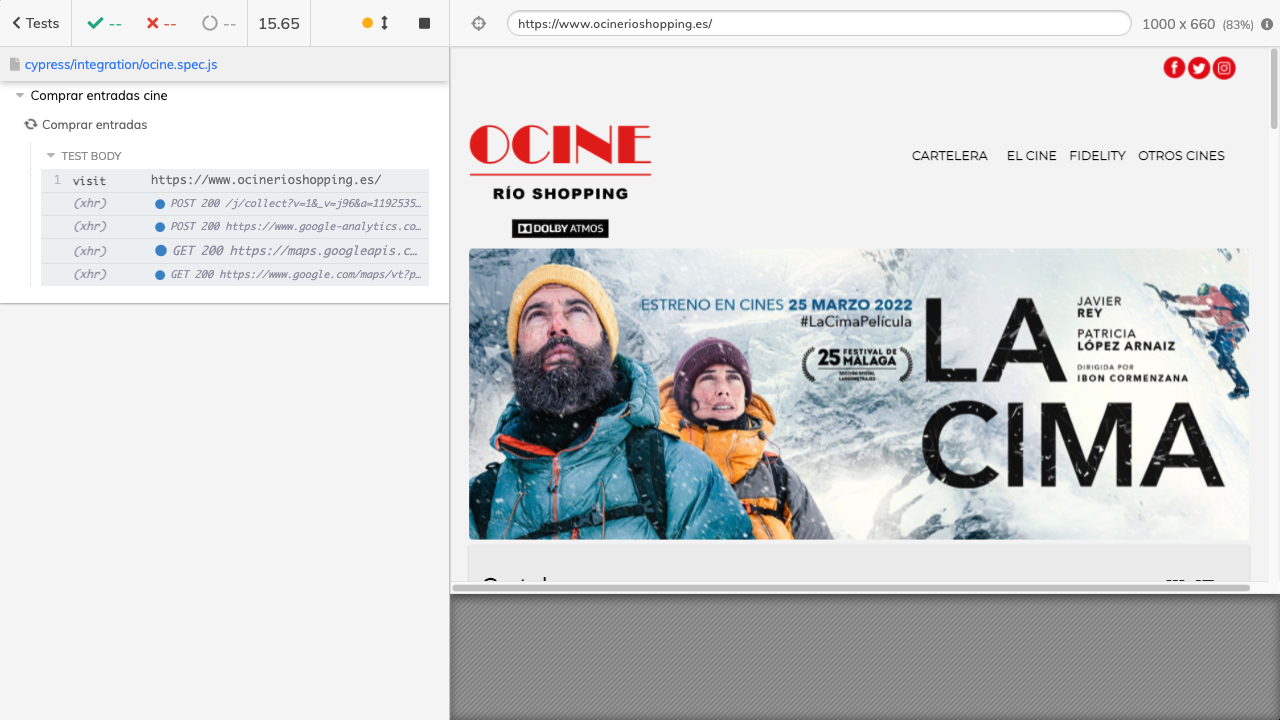 Tests
--
--
--
15.65
https://www.ocinerioshopping.es/
1000 x 660 (83%)
cypress/integration/ocine.spec.js
Comprar entradas cine
Comprar entradas
TEST BODY
1 visit https://www.ocinerioshopping.es/
(xhr) POST 200 /j/collect?v=1&_v=j96&a=1192535…
(xhr) POST 200 https://www.google-analytics.co…
(xhr) GET 200 https://maps.googleapis.c…
(xhr) GET 200 https://www.google.com/maps/vt?p…
OCINE
RÍO SHOPPING
DOLBY ATMOS
CARTELERA EL CINE FIDELITY OTROS CINES
ESTRENO EN CINES 25 MARZO 2022
#LaCimaPelícula
25 FESTIVAL DE
MÁLAGA
SECCIÓN OFICIAL
LARGOMETRAJES
LA
CIMA
JAVIER
REY
PATRICIA
LÓPEZ ARNAIZ
DIRIGIDA POR
IBON CORMENZANA